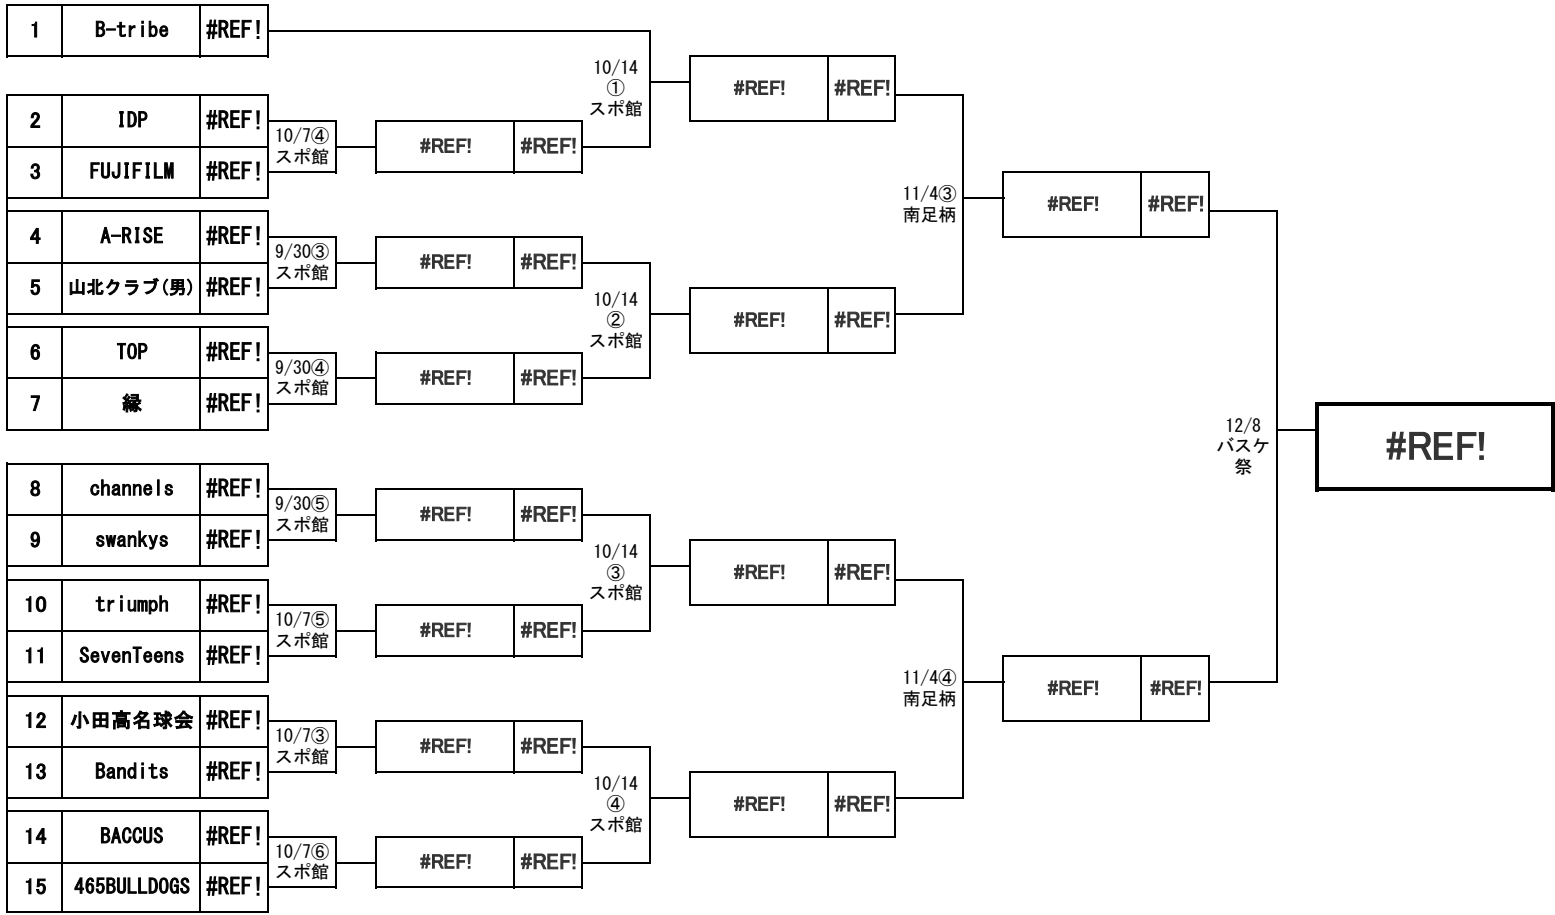 1 B-tribe #REF!
10/14
①
スポ館
#REF! #REF!
2 IDP #REF!
10/7④
スポ館
#REF! #REF!
3 FUJIFILM #REF!
11/4③
南足柄
#REF! #REF!
4 A-RISE #REF!
9/30③
スポ館
#REF! #REF!
5 山北クラブ(男) #REF!
10/14
②
スポ館
#REF! #REF!
6 TOP #REF!
9/30④
スポ館
#REF! #REF!
7 縁 #REF!
12/8
バスケ
祭
#REF!
8 channels #REF!
9/30⑤
スポ館
#REF! #REF!
9 swankys #REF!
10/14
③
スポ館
#REF! #REF!
10 triumph #REF!
10/7⑤
スポ館
#REF! #REF!
11 SevenTeens #REF!
11/4④
南足柄
#REF! #REF!
12 小田高名球会 #REF!
10/7③
スポ館
#REF! #REF!
13 Bandits #REF!
10/14
④
スポ館
#REF! #REF!
14 BACCUS #REF!
10/7⑥
スポ館
#REF! #REF!
15 465BULLDOGS #REF!